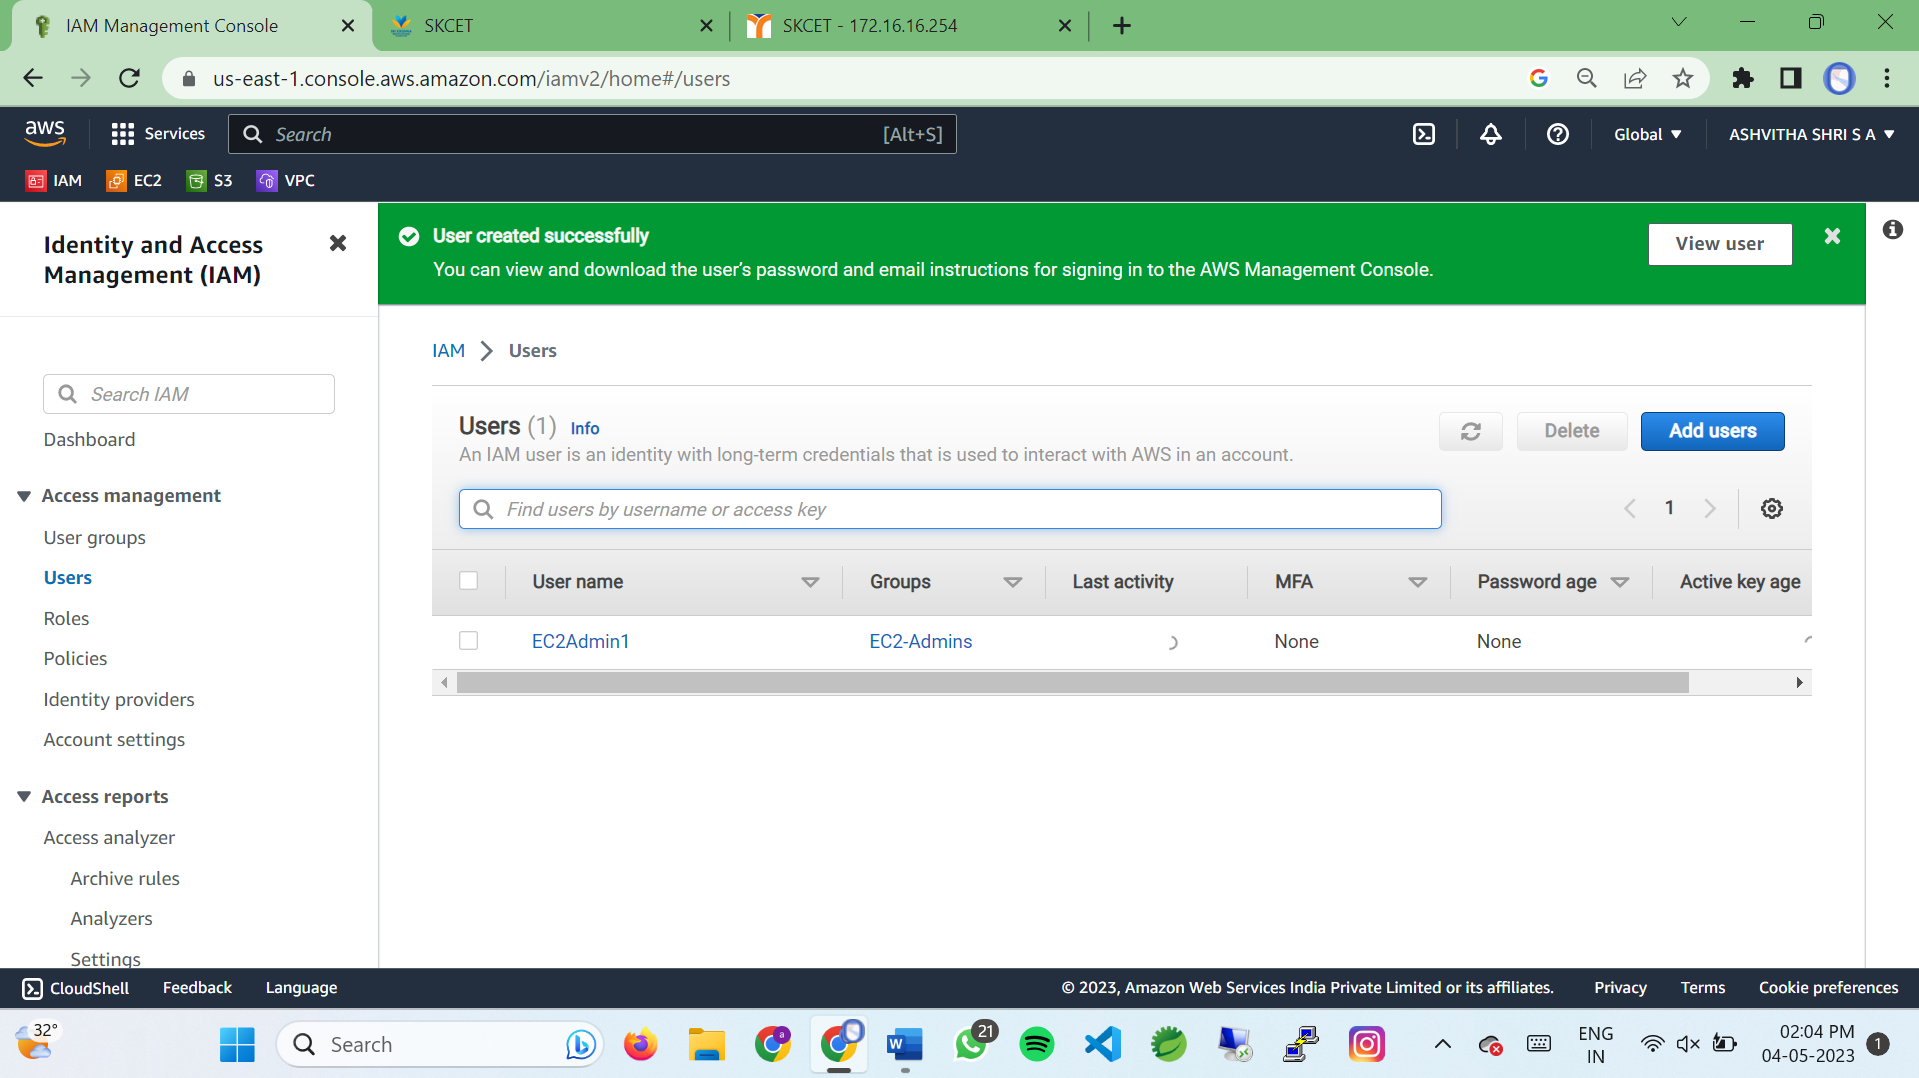 IAM Management Console
SKCET
SKCET - 172.16.16.254
us-east-1.console.aws.amazon.com/iamv2/home#/users
aws
Services
Search
[Alt+S]
Global
ASHVITHA SHRI S A
IAM
EC2
S3
VPC
Identity and Access
Management (IAM)
Search IAM
Dashboard
Access management
User groups
Users
Roles
Policies
Identity providers
Account settings
Access reports
Access analyzer
Archive rules
Analyzers
Settings
User created successfully
You can view and download the user’s password and email instructions for signing in to the AWS Management Console.
View user
IAM
Users
Users (1) Info
An IAM user is an identity with long-term credentials that is used to interact with AWS in an account.
Delete
Add users
Find users by username or access key
1
User name
Groups
Last activity
MFA
Password age
Active key age
EC2Admin1
EC2-Admins
None
None
CloudShell
Feedback
Language
© 2023, Amazon Web Services India Private Limited or its affiliates.
Privacy
Terms
Cookie preferences
32°
Search
a
W
21
ENG
IN
02:04 PM
04-05-2023
1